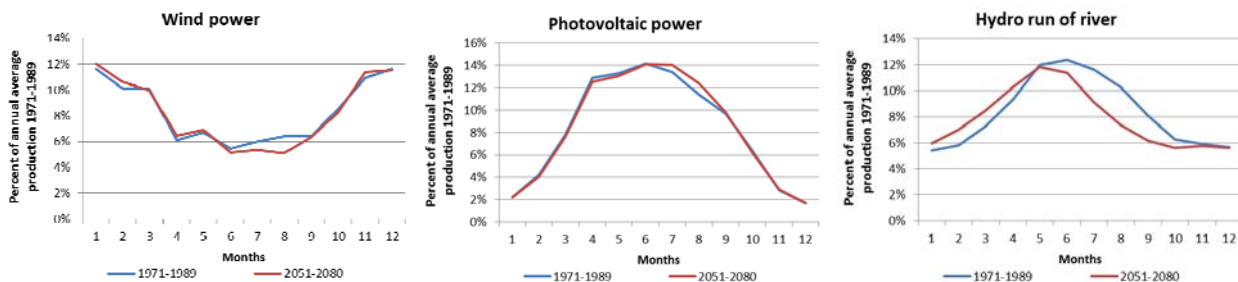 Wind power
Percent of annual average
production 1971-1989
14%
12%
10%
8%
6%
4%
2%
0%
1 2 3 4 5 6 7 8 9 10 11 12
Months
1971-1989 2051-2080
Photovoltaic power
Percent of annual average
production 1971-1989
16%
14%
12%
10%
8%
6%
4%
2%
0%
1 2 3 4 5 6 7 8 9 10 11 12
Months
1971-1989 2051-2080
Hydro run of river
Percent of annual average
production 1971-1989
14%
12%
10%
8%
6%
4%
2%
0%
1 2 3 4 5 6 7 8 9 10 11 12
Months
1971-1989 2051-2080